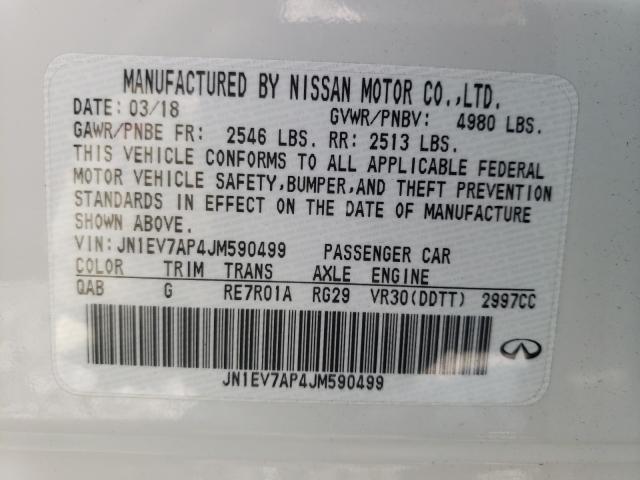 MANUFACTURED BY NISSAN MOTOR CO.,LTD.
DATE: 03/18 GVWR/PNBV: 4980 LBS.
GAWR/PNBE FR: 2546 LBS. RR: 2513 LBS.
THIS VEHICLE CONFORMS TO ALL APPLICABLE FEDERAL
MOTOR VEHICLE SAFETY,BUMPER,AND THEFT PREVENTION
STANDARDS IN EFFECT ON THE DATE OF MANUFACTURE
SHOWN ABOVE.
VIN:JN1EV7AP4JM590499 PASSENGER CAR
COLOR TRIM TRANS AXLE ENGINE
QAB G RE7R01A RG29 VR30(DDTT) 2997CC
JN1EV7AP4JM590499